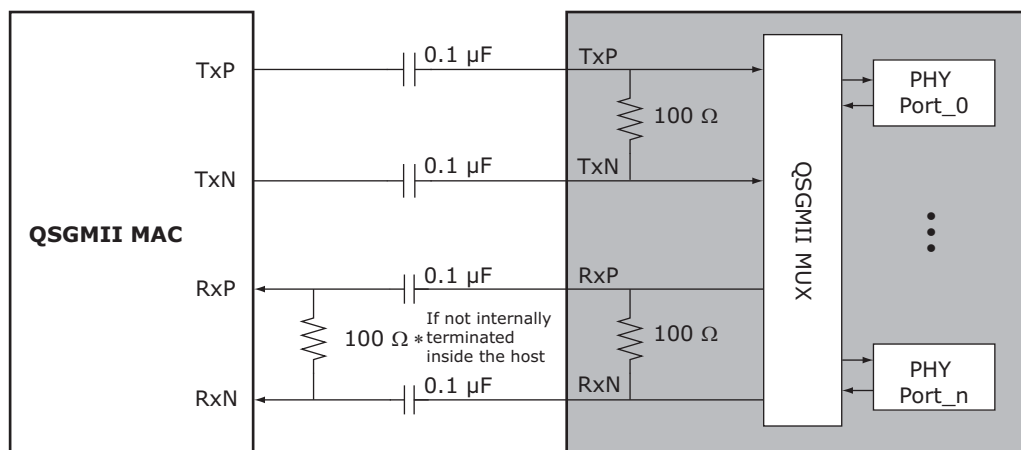 0.1 µF
TxP
TxP
100 Ω
0.1 µF
TxN
TxN
QSGMII MAC
0.1 µF
RxP
RxP
100 Ω *
If not internally
terminated
inside the host
100 Ω
0.1 µF
RxN
RxN
QSGMII MUX
PHY
Port_0
PHY
Port_n